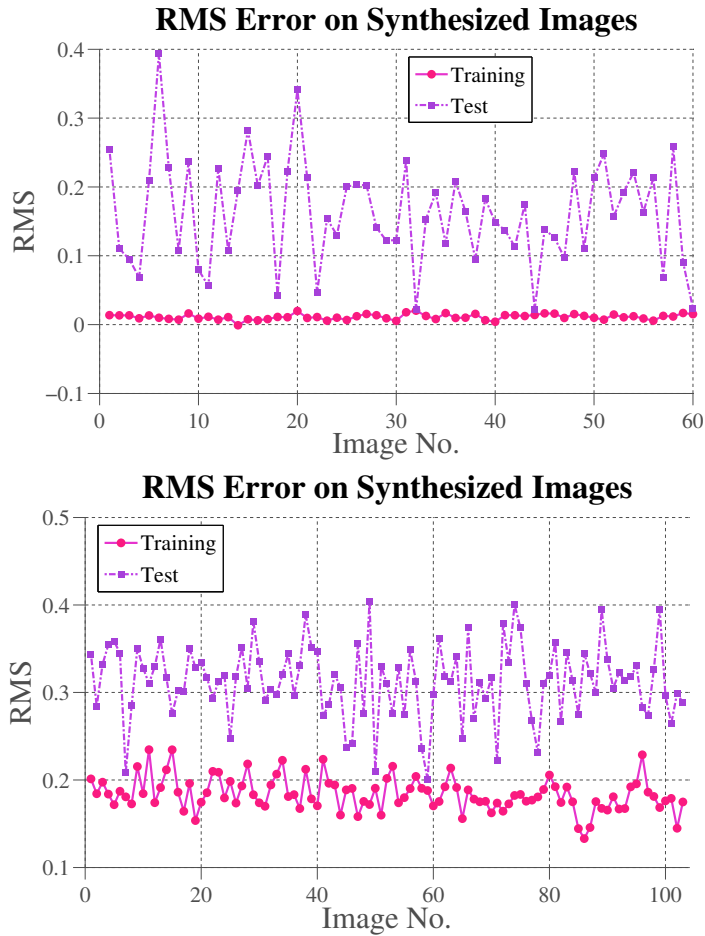 RMS Error on Synthesized Images
0.4
0.3
0.2
0.1
0
−0.1
RMS
Training
Test
0 10 20 30 40 50 60
Image No.
RMS Error on Synthesized Images
0.5
0.4
0.3
0.2
0.1
RMS
Training
Test
0 20 40 60 80 100
Image No.